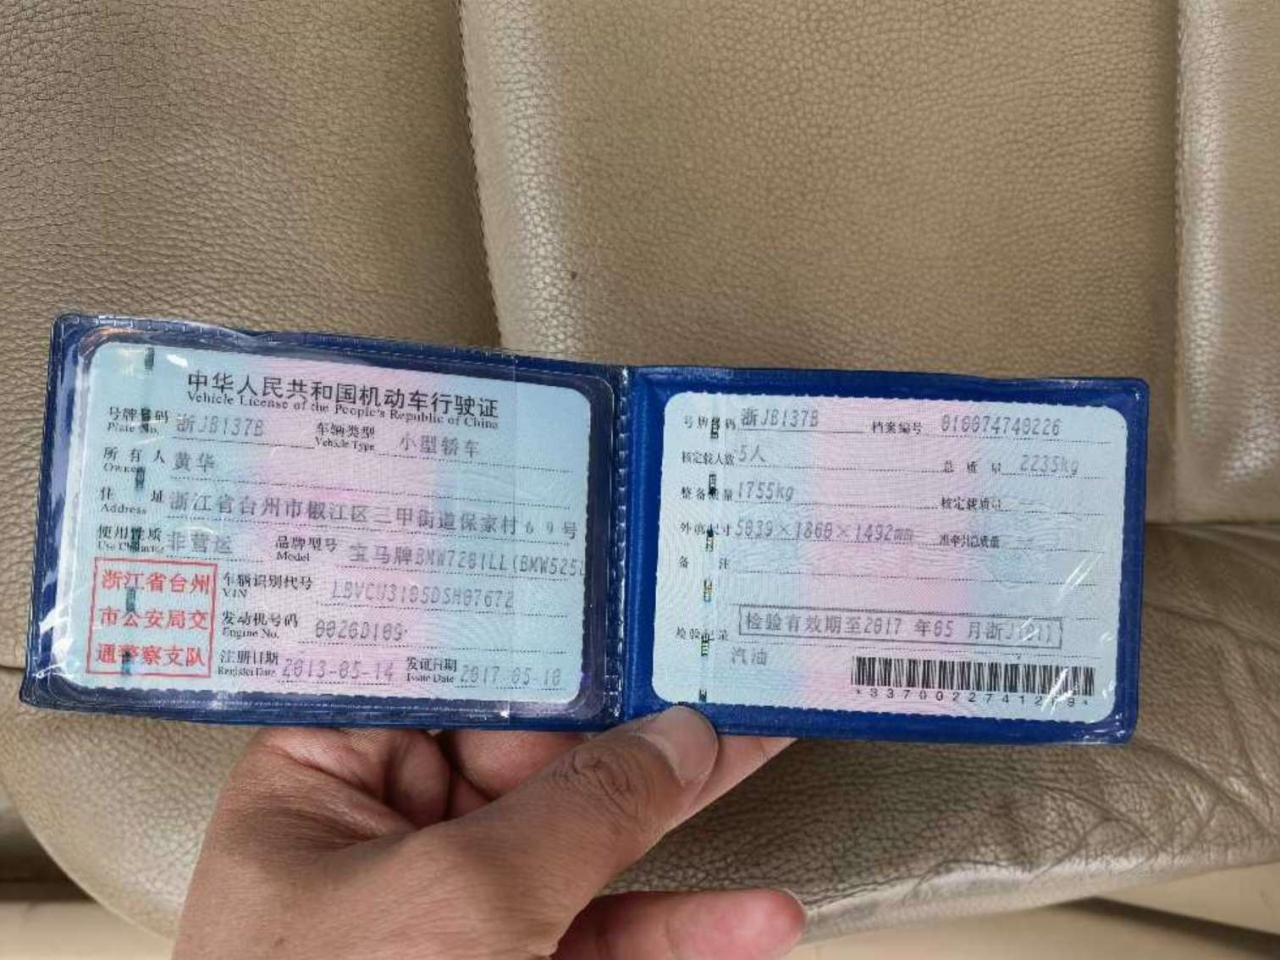 中华人民共和国机动车行驶证
Vehicle License of the People's Republic of China
号牌号码 浙JB137B 车辆类型 小型轿车
Plate No. Vehicle Type
所有人 黄华
Owner
住址 浙江省台州市椒江区三甲街道保家村69号
Address
使用性质 非营运 品牌型号 宝马牌BMW7201LL(BMW525L
Use Character Model
浙江省台州
市公安局交
通警察支队
车辆识别代号
VIN LBVCU3105DSH07672
发动机号码
Engine No. 0026D109
注册日期 2013-05-14 发证日期 2017-05-10
Register Date Issue Date
号牌号码 浙JB137B 档案编号
核定载人数 5人 总质量 2235kg
整备质量 1755kg 核定载质量
外廓尺寸 5039×1860×1492mm 准牵引总质量
备注
检验有效期至2017年05月
检验记录
汽油